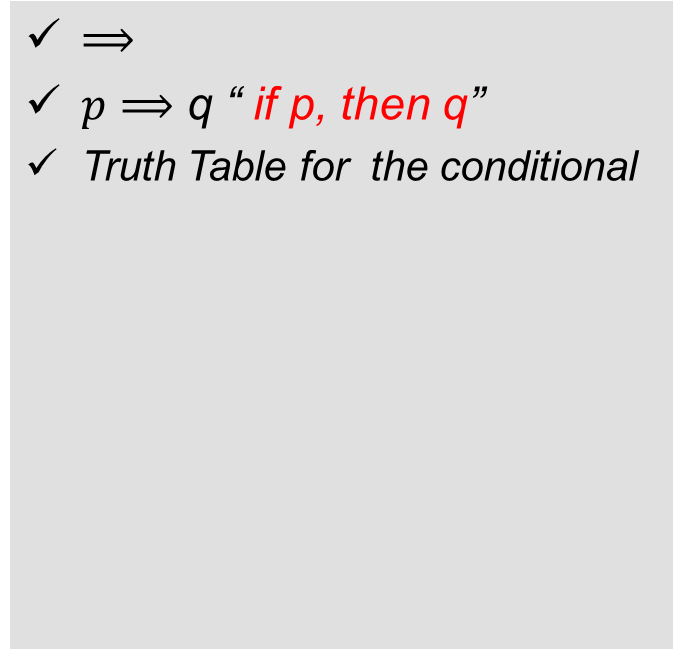 ✓ ⟹
✓ 𝑝 ⟹ q “ if p, then q”
✓ Truth Table for the conditional